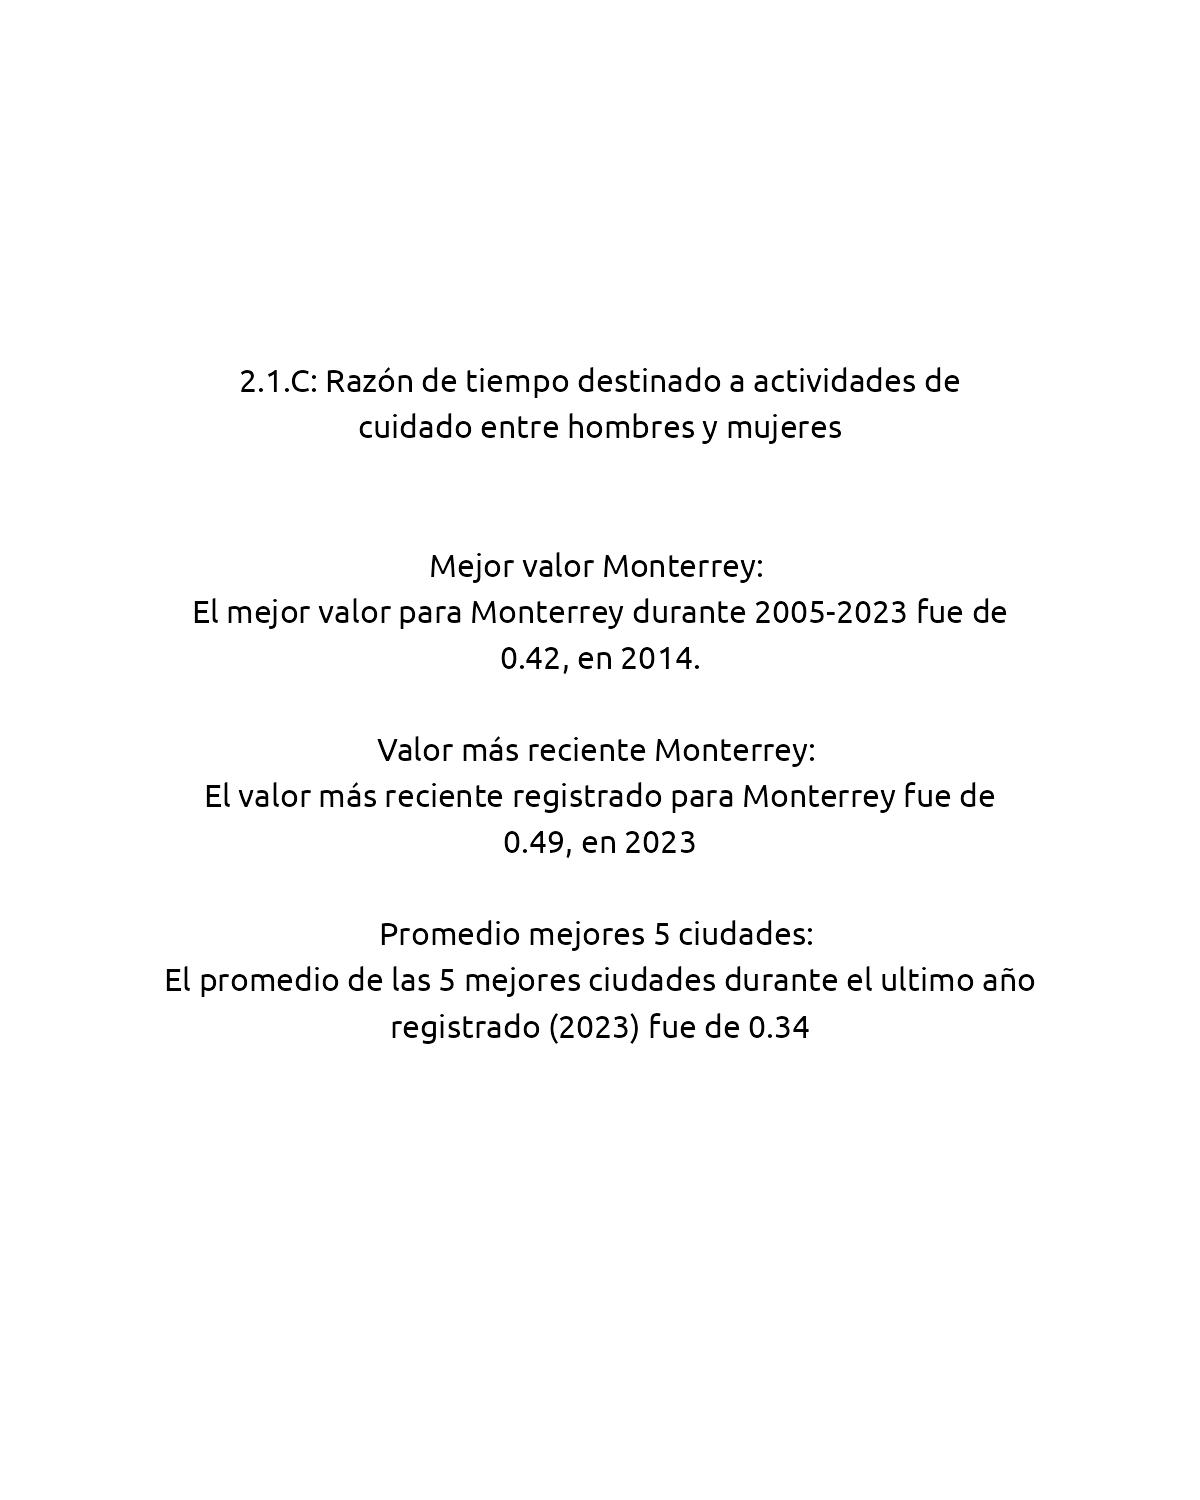 2.1.C: Razón de tiempo destinado a actividades de
cuidado entre hombres y mujeres
Mejor valor Monterrey:
El mejor valor para Monterrey durante 2005-2023 fue de
0.42, en 2014.
Valor más reciente Monterrey:
El valor más reciente registrado para Monterrey fue de
0.49, en 2023
Promedio mejores 5 ciudades:
El promedio de las 5 mejores ciudades durante el ultimo año
registrado (2023) fue de 0.34